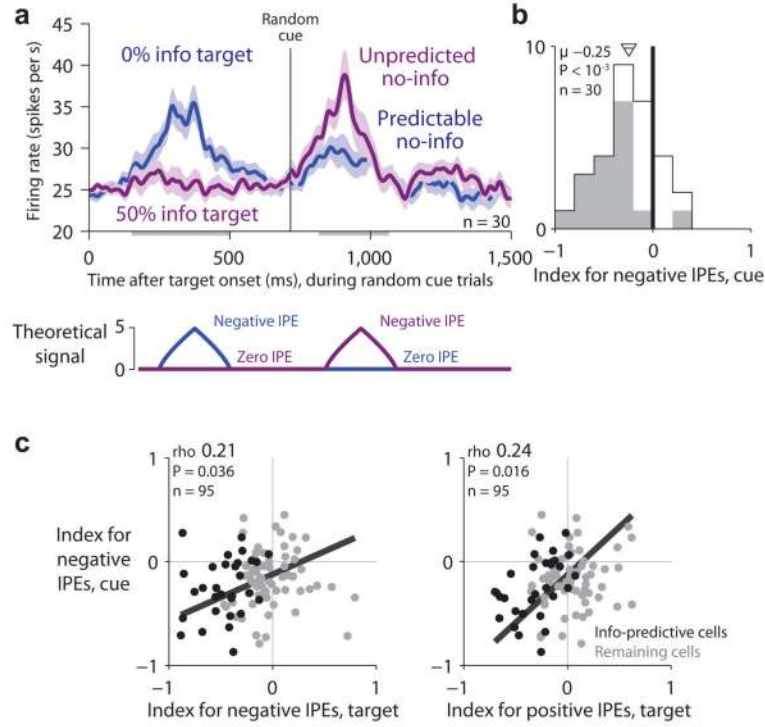 a
Random
cue
45
40
35
30
25
20
Firing rate (spikes per s)
0% info target
Unpredicted
no-info
Predictable
no-info
50% info target
n = 30
0
500
1,000
1,500
Time after target onset (ms), during random cue trials
b
10
0
μ −0.25
P < 10⁻³
n = 30
−1
0
1
Index for negative IPEs, cue
Theoretical
signal
5
0
Negative IPE
Zero IPE
Negative IPE
Zero IPE
c
1
0
−1
rho 0.21
P = 0.036
n = 95
Index for
negative
IPEs, cue
−1
0
1
Index for negative IPEs, target
1
0
−1
rho 0.24
P = 0.016
n = 95
Info-predictive cells
Remaining cells
−1
0
1
Index for positive IPEs, target